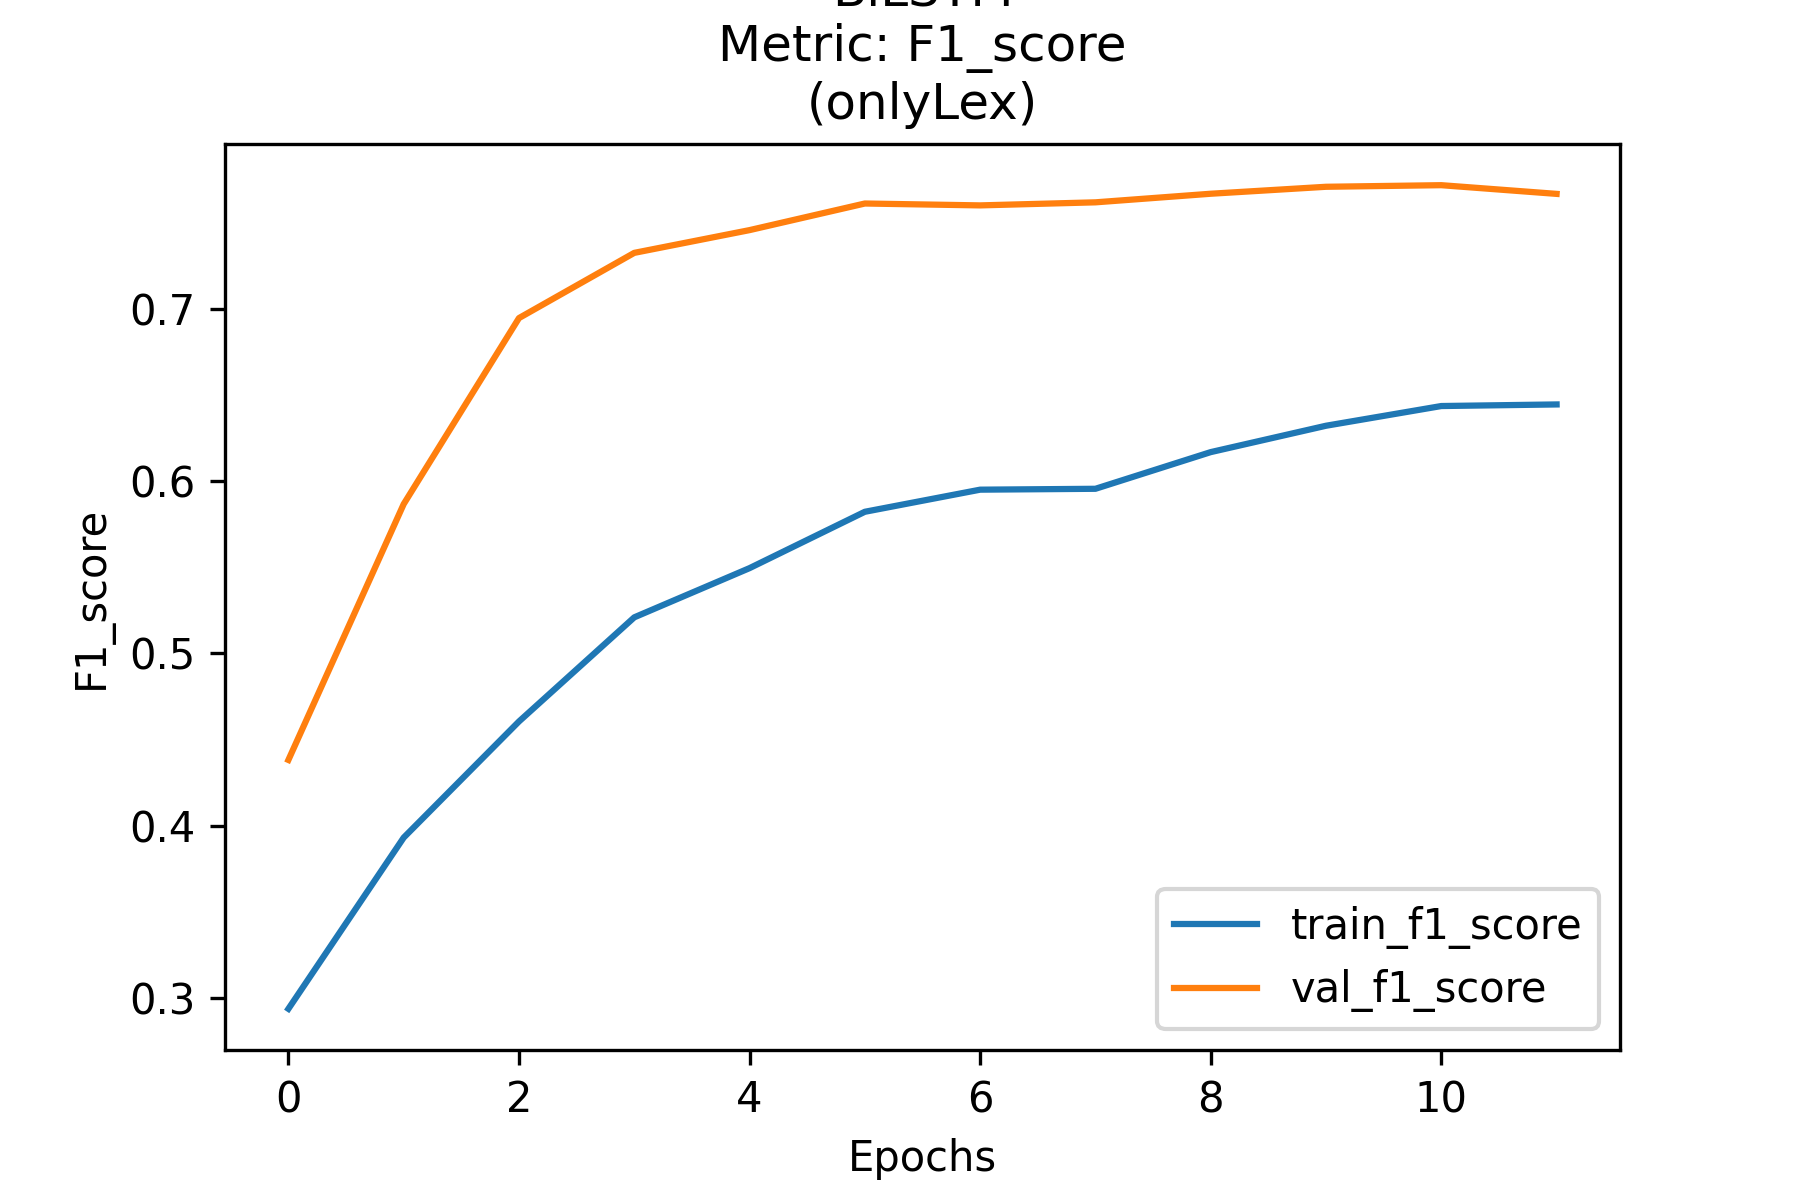 Metric: F1_score
(onlyLex)
F1_score
0.7
0.6
0.5
0.4
0.3
train_f1_score
val_f1_score
0 2 4 6 8 10
Epochs